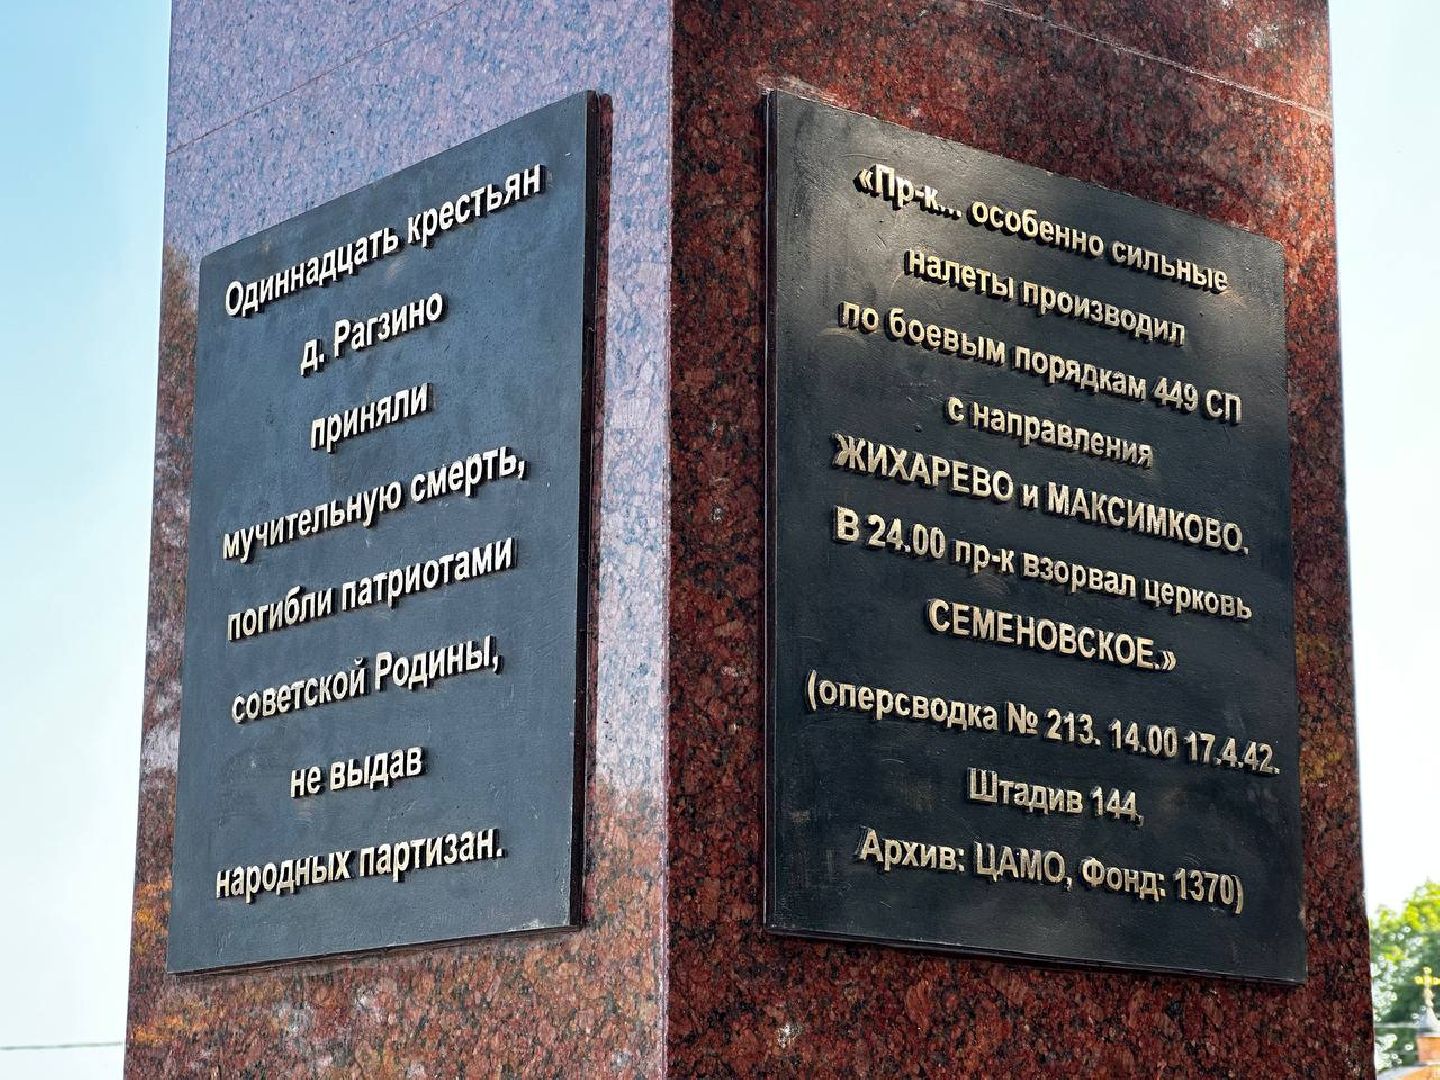 Одиннадцать крестьян
д. Рагзино
приняли
мучительную смерть,
погибли патриотами
советской Родины,
не выдав
народных партизан.
«Пр-к... особенно сильные
налеты производил
по боевым порядкам 449 СП
с направления
ЖИХАРЕВО и МАКСИМКОВО.
В 24.00 пр-к взорвал церковь
СЕМЕНОВСКОЕ.»
(оперсводка № 213. 14.00 17.4.42.
Штадив 144,
Архив: ЦАМО, Фонд: 1370)